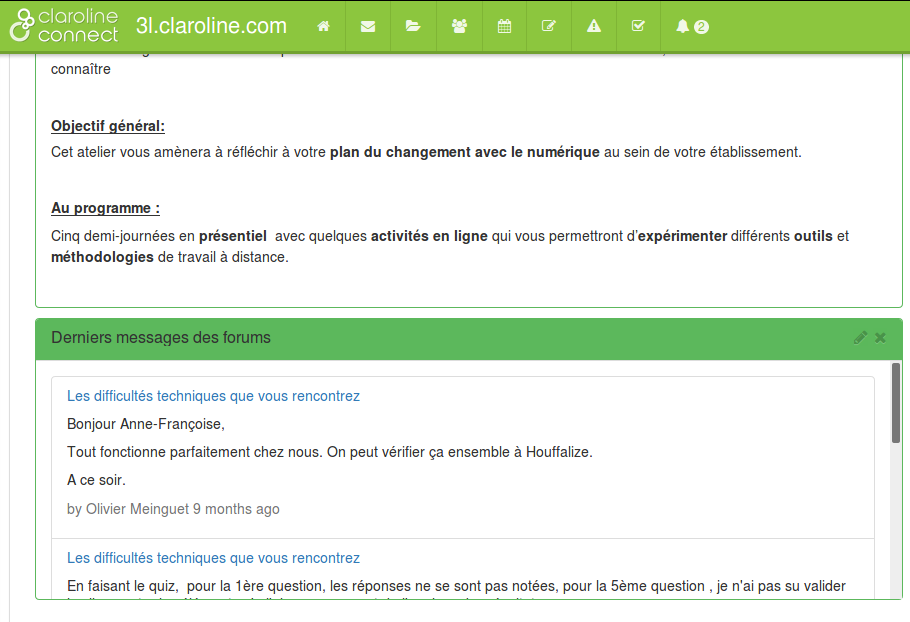 claroline
connect
3l.claroline.com
2
connaître
Objectif général:
Cet atelier vous amènera à réfléchir à votre plan du changement avec le numérique au sein de votre établissement.
Au programme :
Cinq demi-journées en présentiel  avec quelques activités en ligne qui vous permettront d'expérimenter différents outils et
méthodologies de travail à distance.
Derniers messages des forums
Les difficultés techniques que vous rencontrez
Bonjour Anne-Françoise,
Tout fonctionne parfaitement chez nous. On peut vérifier ça ensemble à Houffalize.
A ce soir.
by Olivier Meinguet 9 months ago
Les difficultés techniques que vous rencontrez
En faisant le quiz,  pour la 1ère question, les réponses ne se sont pas notées, pour la 5ème question , je n'ai pas su valider